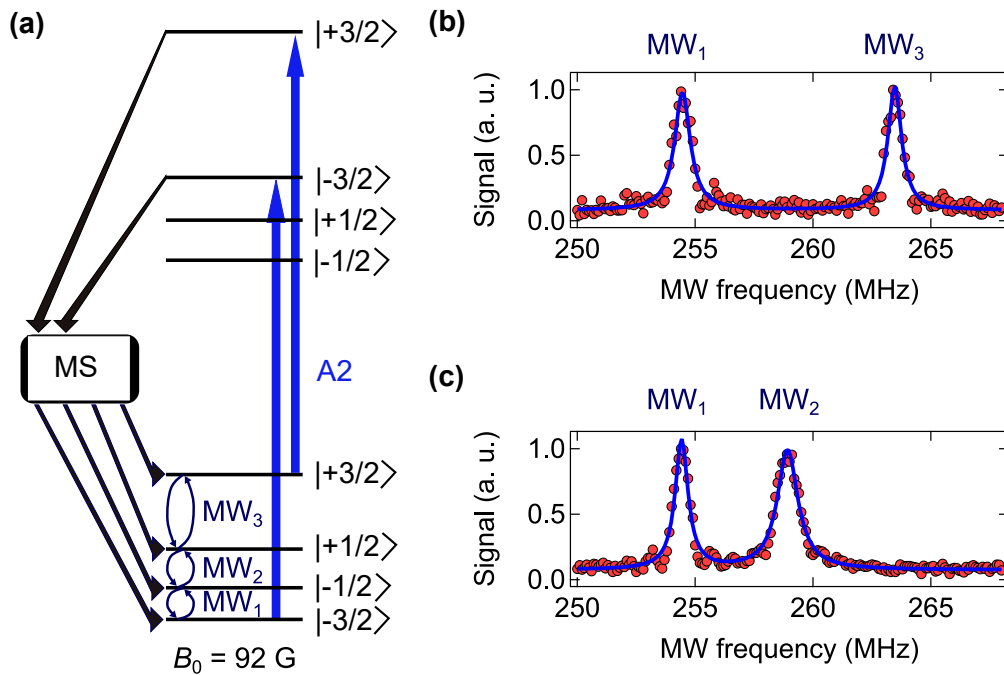 (a)
|+3/2>
|-3/2>
|+1/2>
|-1/2>
MS
A2
|+3/2>
MW₃
|+1/2>
MW₂
|-1/2>
MW₁
|-3/2>
B₀ = 92 G
(b)
MW₁ MW₃
Signal (a. u.)
1.0
0.5
0.0
250 255 260 265
MW frequency (MHz)
(c)
MW₁ MW₂
Signal (a. u.)
1.0
0.5
0.0
250 255 260 265
MW frequency (MHz)